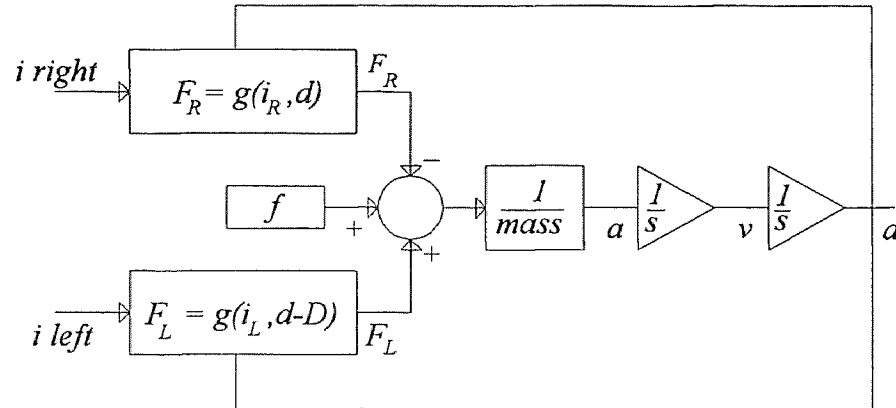 i right
F_R = g(i_R, d)
F_R
−
f
+
+
1
mass
a
1
s
v
1
s
F_L = g(i_L, d-D)
i left
F_L